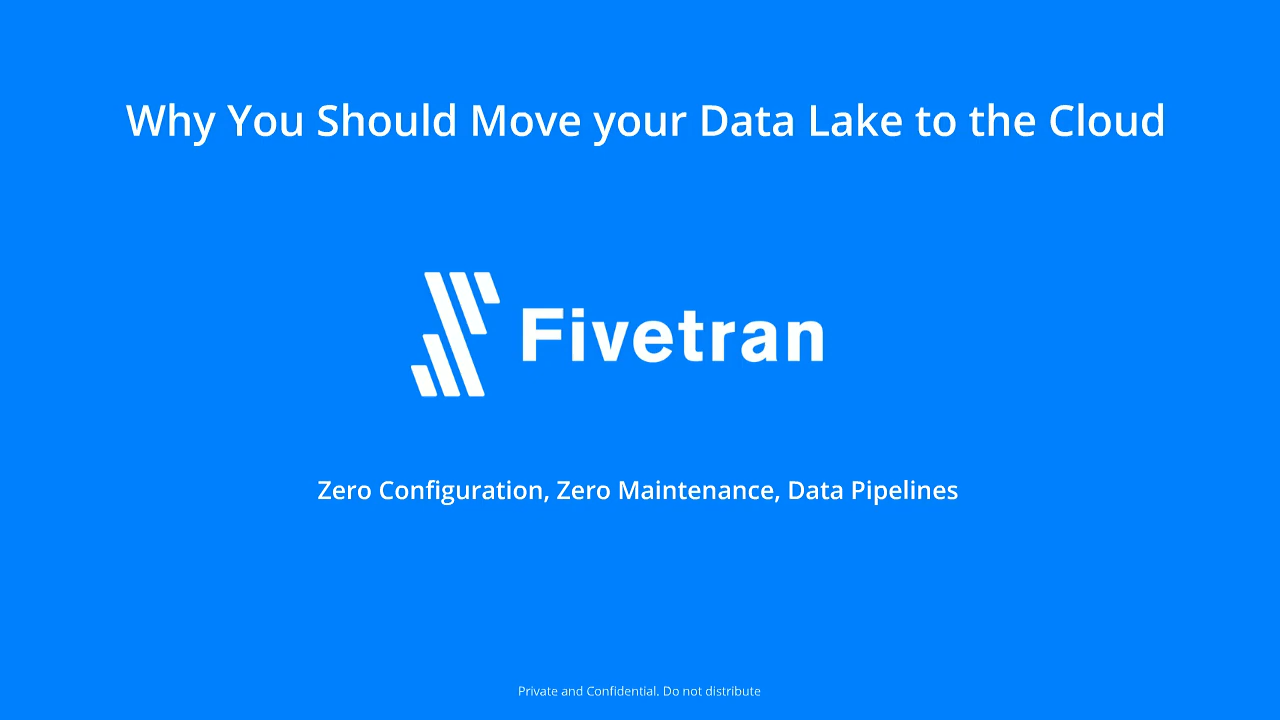 Why You Should Move your Data Lake to the Cloud
Fivetran
Zero Configuration, Zero Maintenance, Data Pipelines
Private and Confidential. Do not distribute